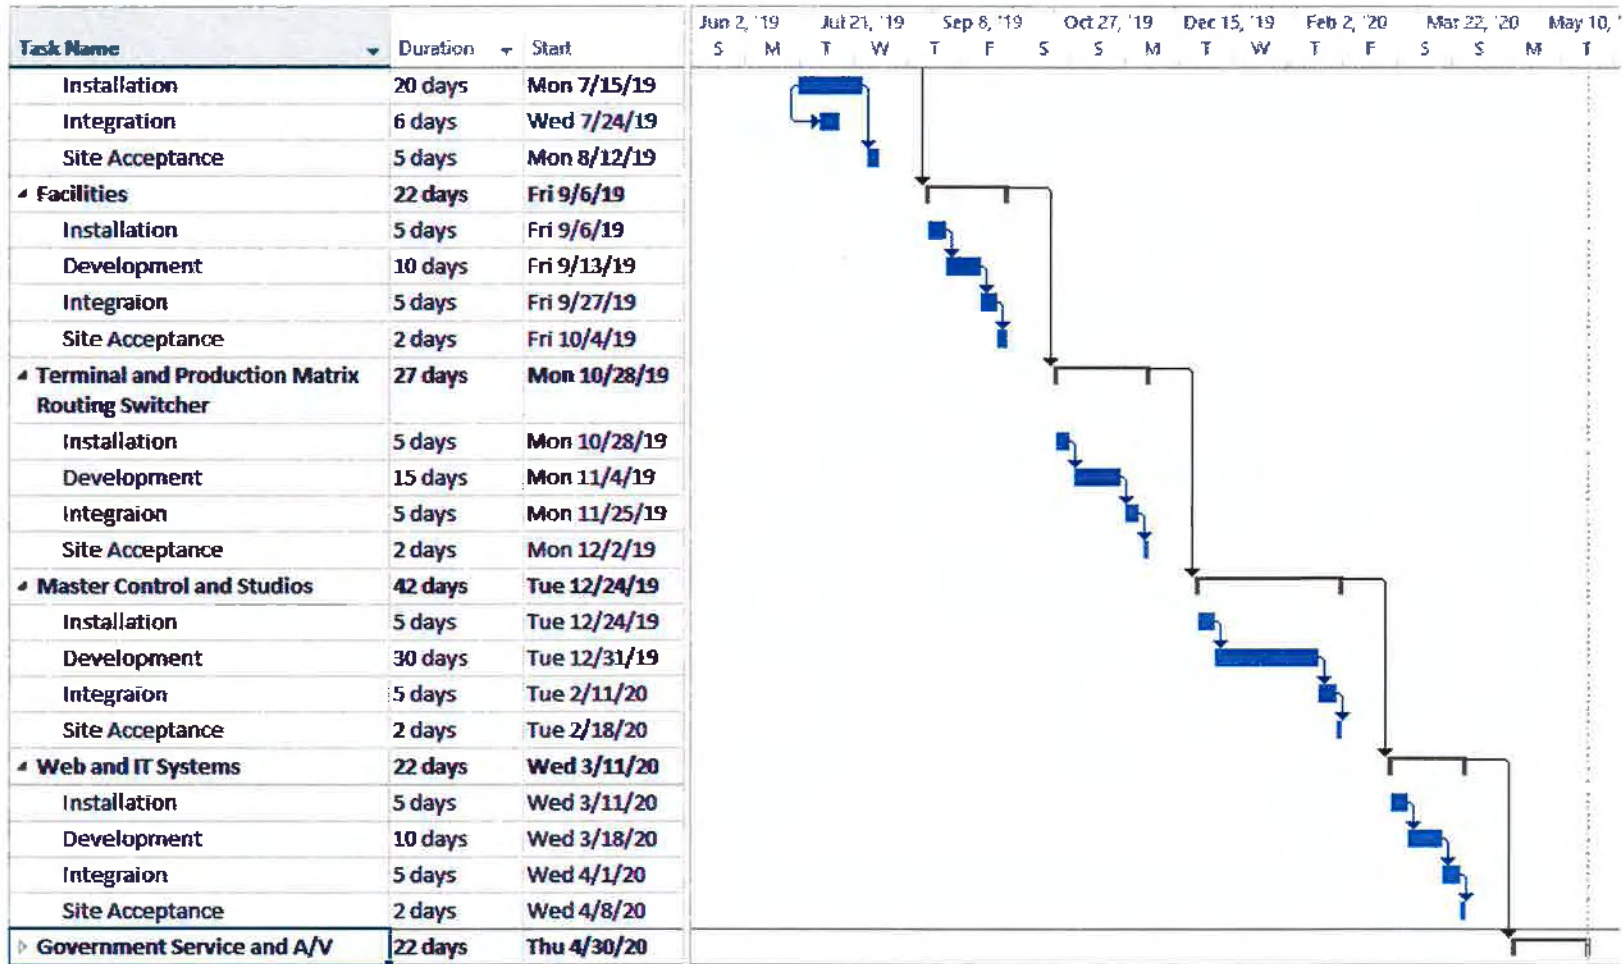 Jun 2, '19 Jul 21, '19 Sep 8, '19 Oct 27, '19 Dec 15, '19 Feb 2, '20 Mar 22, '20 May 10, '
Task Name Duration Start S M T W T F S S M T W T F S S M T
Installation 20 days Mon 7/15/19
Integration 6 days Wed 7/24/19
Site Acceptance 5 days Mon 8/12/19
Facilities 22 days Fri 9/6/19
Installation 5 days Fri 9/6/19
Development 10 days Fri 9/13/19
Integraion 5 days Fri 9/27/19
Site Acceptance 2 days Fri 10/4/19
Terminal and Production Matrix 27 days Mon 10/28/19
Routing Switcher
Installation 5 days Mon 10/28/19
Development 15 days Mon 11/4/19
Integraion 5 days Mon 11/25/19
Site Acceptance 2 days Mon 12/2/19
Master Control and Studios 42 days Tue 12/24/19
Installation 5 days Tue 12/24/19
Development 30 days Tue 12/31/19
Integraion 5 days Tue 2/11/20
Site Acceptance 2 days Tue 2/18/20
Web and IT Systems 22 days Wed 3/11/20
Installation 5 days Wed 3/11/20
Development 10 days Wed 3/18/20
Integraion 5 days Wed 4/1/20
Site Acceptance 2 days Wed 4/8/20
Government Service and A/V 22 days Thu 4/30/20